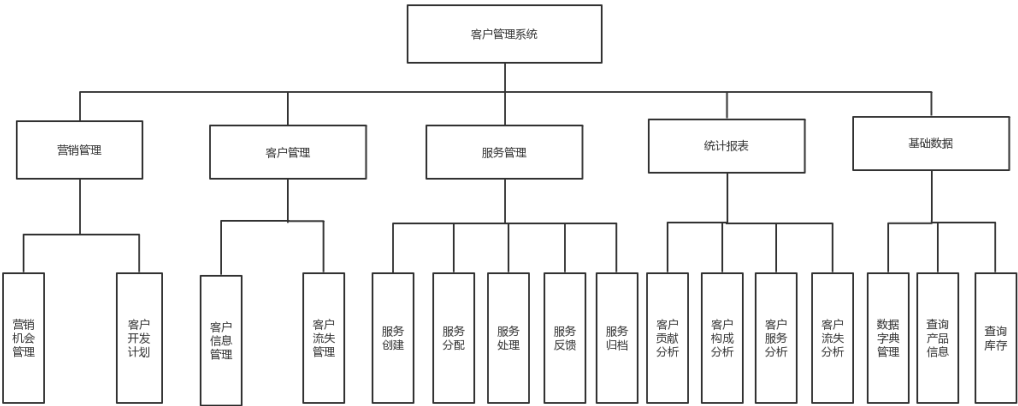 客户管理系统
营销管理
客户管理
服务管理
统计报表
基础数据
营销
机会
管理
客户
开发
计划
客户
信息
管理
客户
流失
管理
服务
创建
服务
分配
服务
处理
服务
反馈
服务
归档
客户
贡献
分析
客户
构成
分析
客户
服务
分析
客户
流失
分析
数据
字典
管理
查询
产品
信息
查询
库存